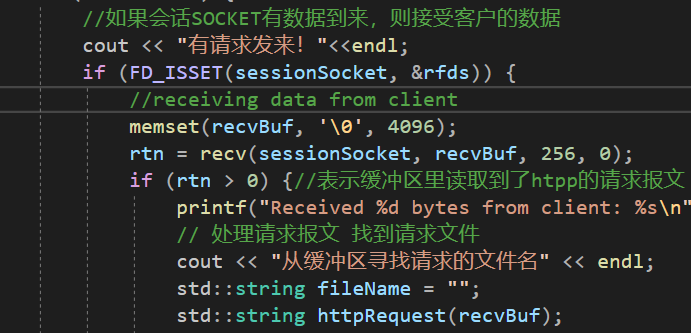 //如果会话SOCKET有数据到来，则接受客户的数据
cout << "有请求发来！"<<endl;
if (FD_ISSET(sessionSocket, &rfds)) {
//receiving data from client
memset(recvBuf, '\0', 4096);
rtn = recv(sessionSocket, recvBuf, 256, 0);
if (rtn > 0) {//表示缓冲区里读取到了htpp的请求报文
printf("Received %d bytes from client: %s\n"
// 处理请求报文 找到请求文件
cout << "从缓冲区寻找请求的文件名" << endl;
std::string fileName = "";
std::string httpRequest(recvBuf);